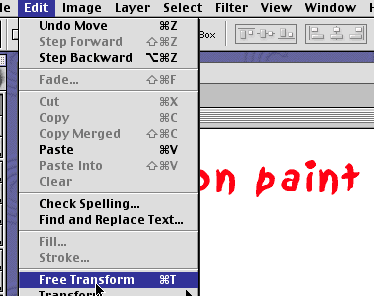 le Edit Image Layer Select Filter View Window
Undo Move ⌘Z
Step Forward ⇧⌘Z
Step Backward ⌥⌘Z
Box
Fade... ⇧⌘F
Cut ⌘X
Copy ⌘C
Copy Merged ⇧⌘C
Paste ⌘V
Paste Into ⇧⌘V
Clear
on paint
Check Spelling...
Find and Replace Text...
Fill...
Stroke...
Free Transform ⌘T
Transform